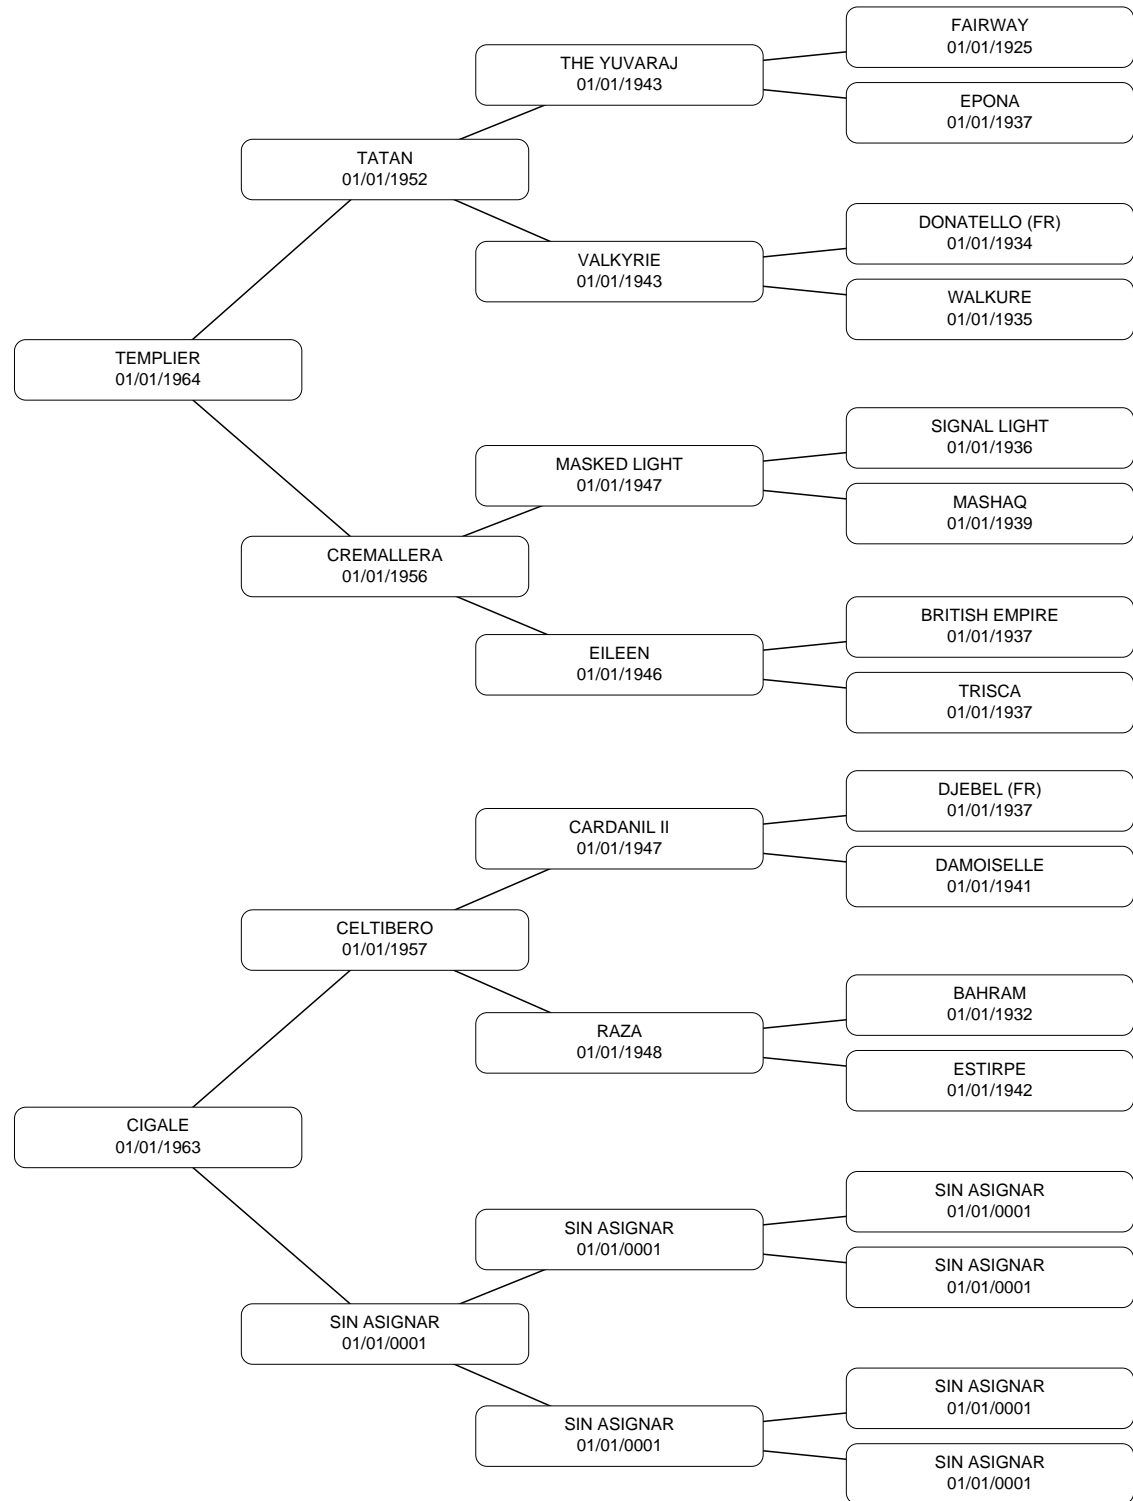 FAIRWAY
01/01/1925
THE YUVARAJ
01/01/1943
EPONA
01/01/1937
TATAN
01/01/1952
DONATELLO (FR)
01/01/1934
VALKYRIE
01/01/1943
WALKURE
01/01/1935
TEMPLIER
01/01/1964
SIGNAL LIGHT
01/01/1936
MASKED LIGHT
01/01/1947
MASHAQ
01/01/1939
CREMALLERA
01/01/1956
BRITISH EMPIRE
01/01/1937
EILEEN
01/01/1946
TRISCA
01/01/1937
DJEBEL (FR)
01/01/1937
CARDANIL II
01/01/1947
DAMOISELLE
01/01/1941
CELTIBERO
01/01/1957
BAHRAM
01/01/1932
RAZA
01/01/1948
ESTIRPE
01/01/1942
CIGALE
01/01/1963
SIN ASIGNAR
01/01/0001
SIN ASIGNAR
01/01/0001
SIN ASIGNAR
01/01/0001
SIN ASIGNAR
01/01/0001
SIN ASIGNAR
01/01/0001
SIN ASIGNAR
01/01/0001
SIN ASIGNAR
01/01/0001